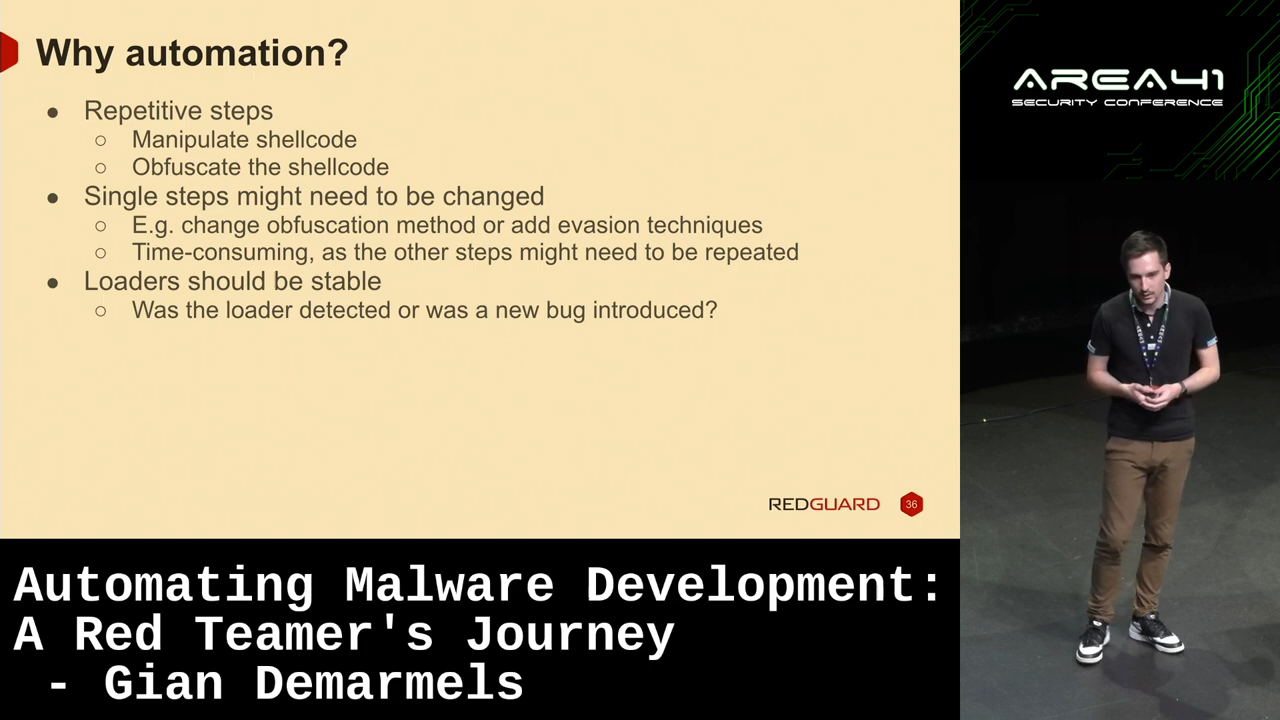 Why automation?
● Repetitive steps
○ Manipulate shellcode
○ Obfuscate the shellcode
● Single steps might need to be changed
○ E.g. change obfuscation method or add evasion techniques
○ Time-consuming, as the other steps might need to be repeated
● Loaders should be stable
○ Was the loader detected or was a new bug introduced?
REDGUARD 36
AREA41
SECURITY CONFERENCE
Automating Malware Development:
A Red Teamer's Journey
- Gian Demarmels